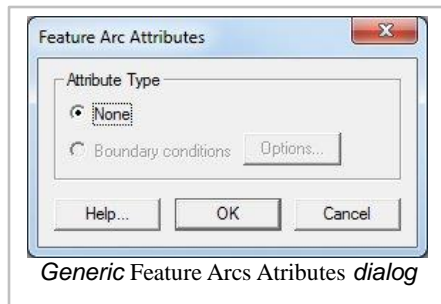 Feature Arc Attributes
Attribute Type
None
Boundary conditions Options...
Help... OK Cancel
Generic Feature Arcs Atributes dialog